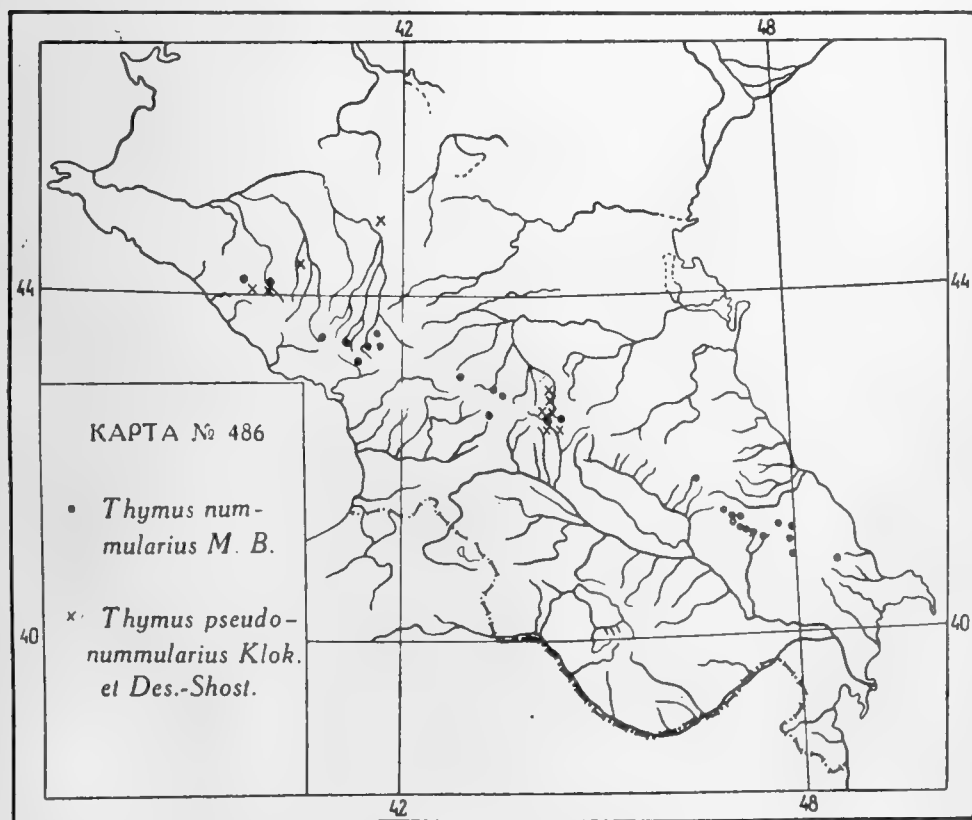 42 48
44 44
КАРТА № 486
• Thymus num-
mularius M. B.
40 40
× Thymus pseudo-
nummularius Klok.
et Des.-Shost.
42 48